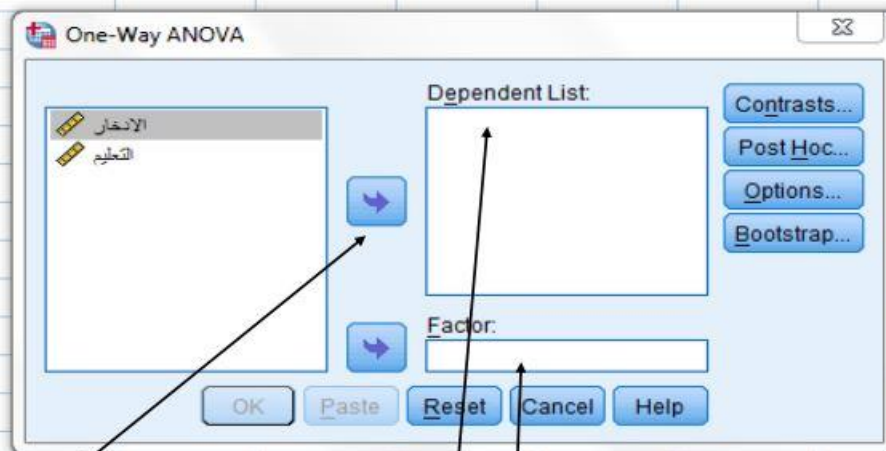 One-Way ANOVA
Dependent List:
الادخار
التعليم
Contrasts...
Post Hoc...
Options...
Bootstrap...
Factor:
OK
Paste
Reset
Cancel
Help